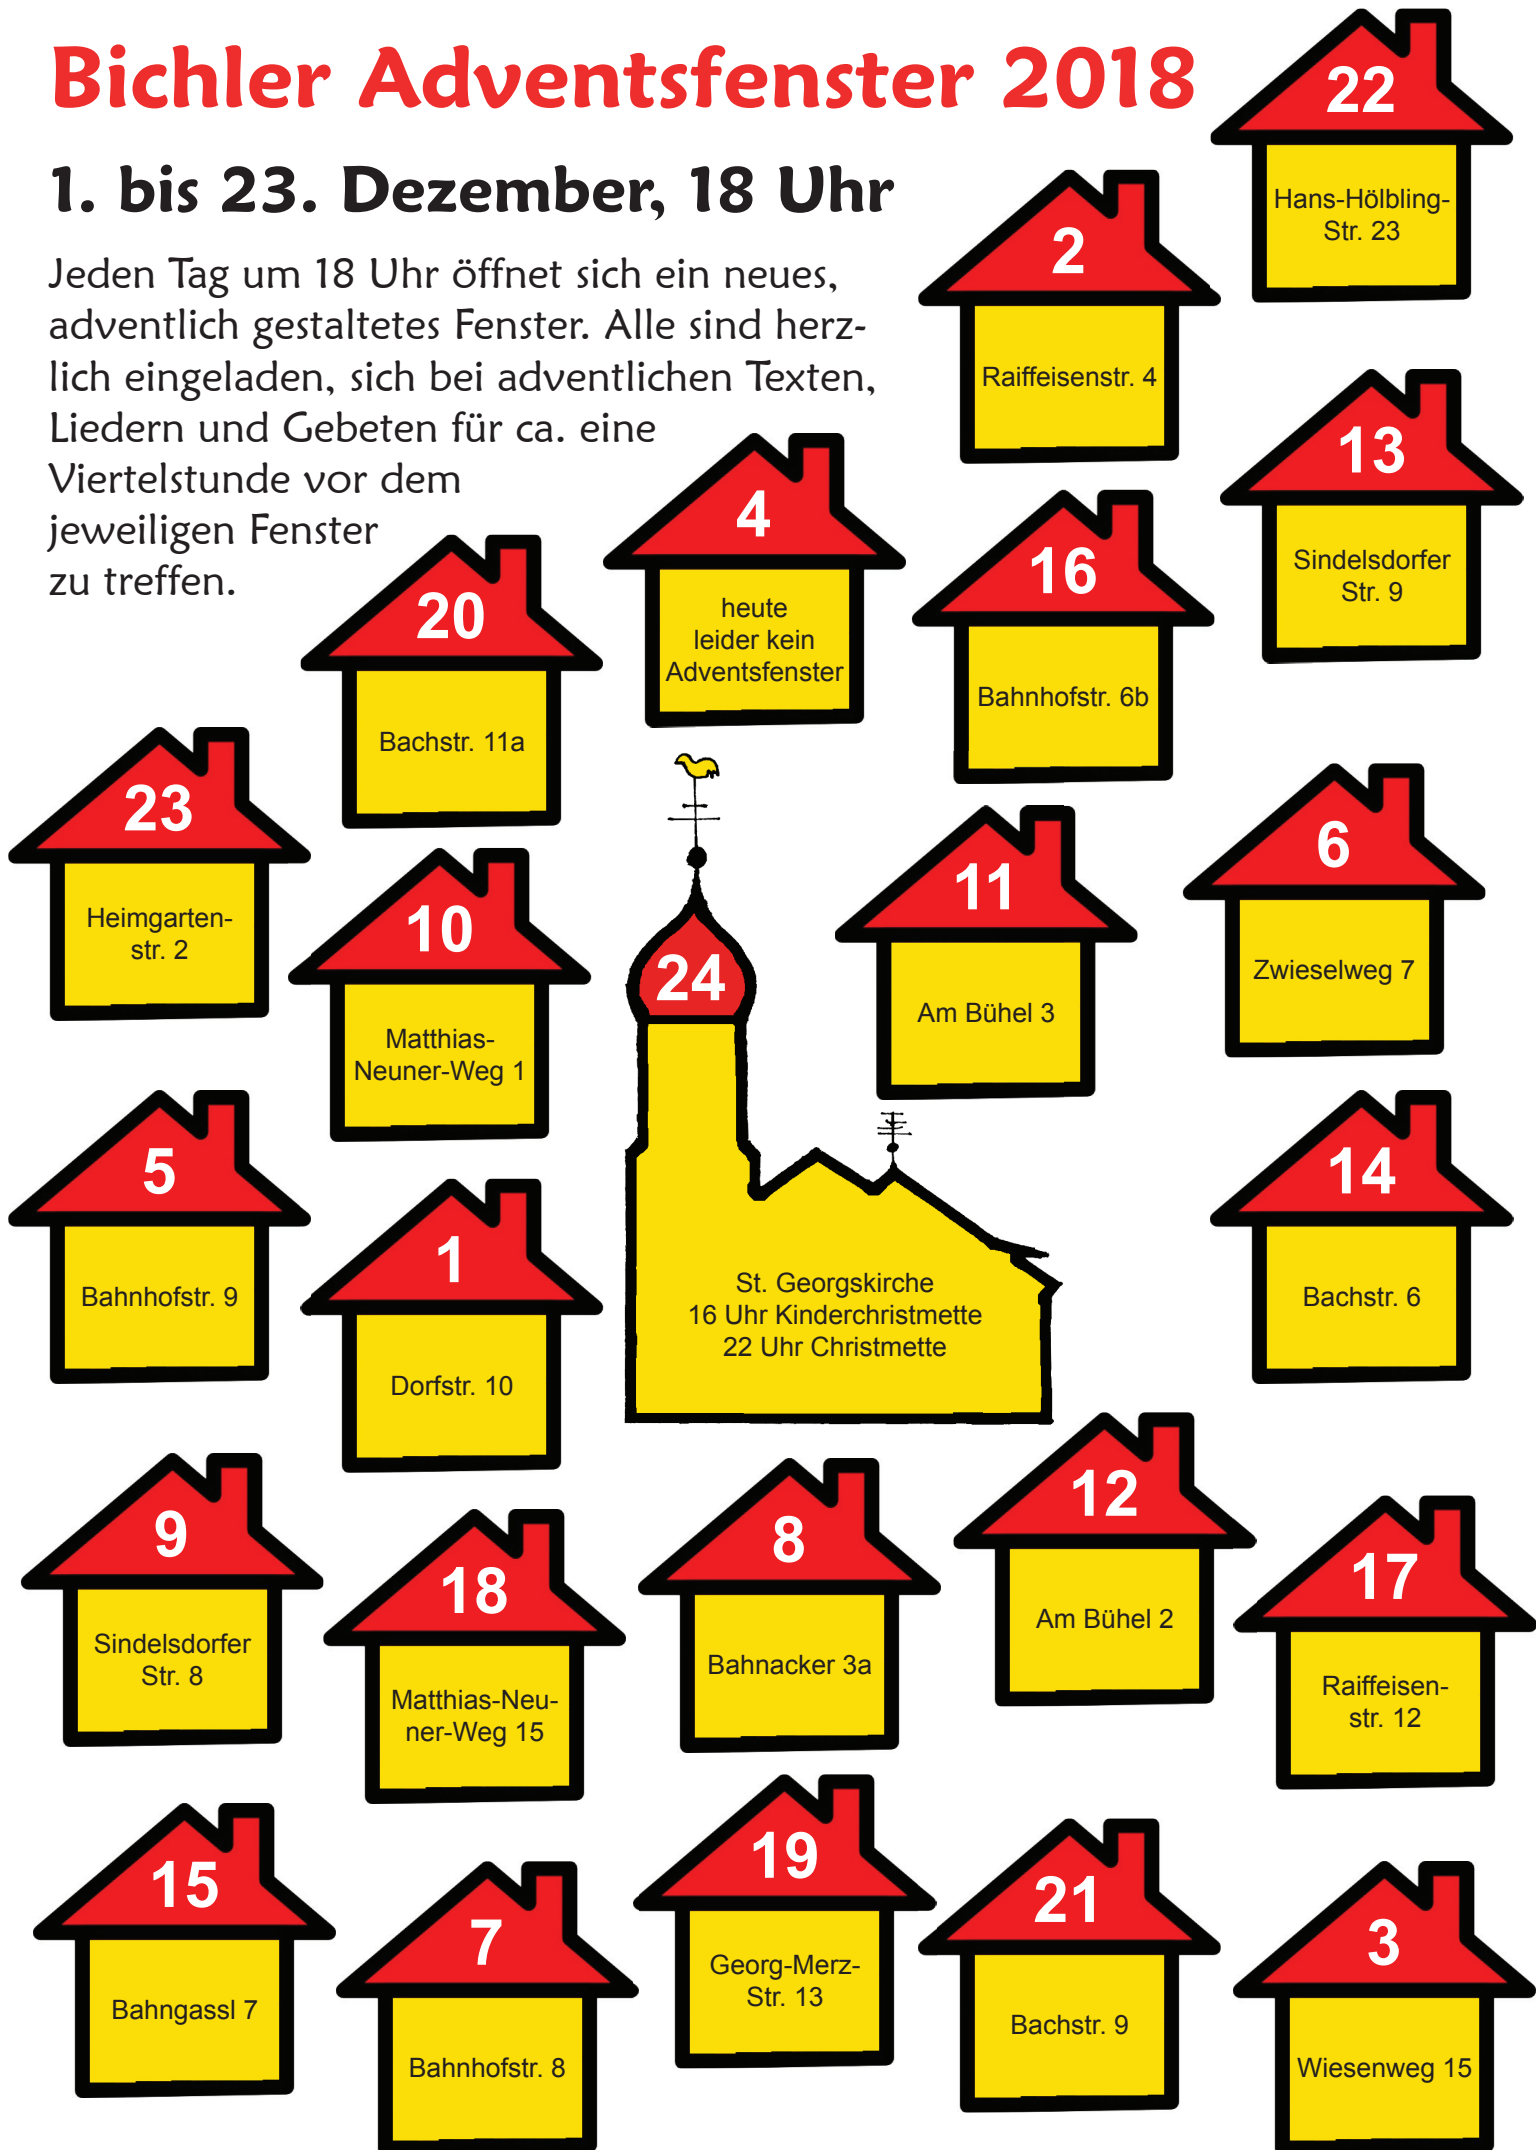 Bichler Adventsfenster 2018
1. bis 23. Dezember, 18 Uhr
Jeden Tag um 18 Uhr öffnet sich ein neues,
adventlich gestaltetes Fenster. Alle sind herz-
lich eingeladen, sich bei adventlichen Texten,
Liedern und Gebeten für ca. eine
Viertelstunde vor dem
jeweiligen Fenster
zu treffen.
22
Hans-Hölbling-
Str. 23
2
Raiffeisenstr. 4
13
Sindelsdorfer
Str. 9
4
heute
leider kein
Adventsfenster
16
Bahnhofstr. 6b
20
Bachstr. 11a
23
Heimgarten-
str. 2
6
Zwieselweg 7
11
Am Bühel 3
10
Matthias-
Neuner-Weg 1
24
St. Georgskirche
16 Uhr Kinderchristmette
22 Uhr Christmette
5
Bahnhofstr. 9
14
Bachstr. 6
1
Dorfstr. 10
9
Sindelsdorfer
Str. 8
18
Matthias-Neu-
ner-Weg 15
8
Bahnacker 3a
12
Am Bühel 2
17
Raiffeisen-
str. 12
15
Bahngassl 7
7
Bahnhofstr. 8
19
Georg-Merz-
Str. 13
21
Bachstr. 9
3
Wiesenweg 15